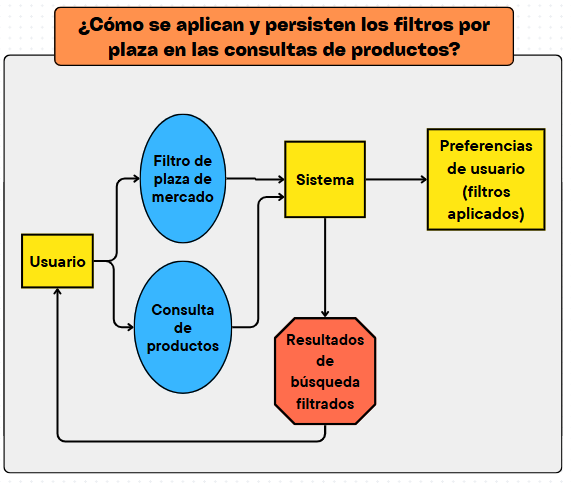 ¿Cómo se aplican y persisten los filtros por
plaza en las consultas de productos?
Filtro de
plaza de
mercado
Sistema
Preferencias
de usuario
(filtros
aplicados)
Usuario
Consulta
de
productos
Resultados
de
búsqueda
filtrados